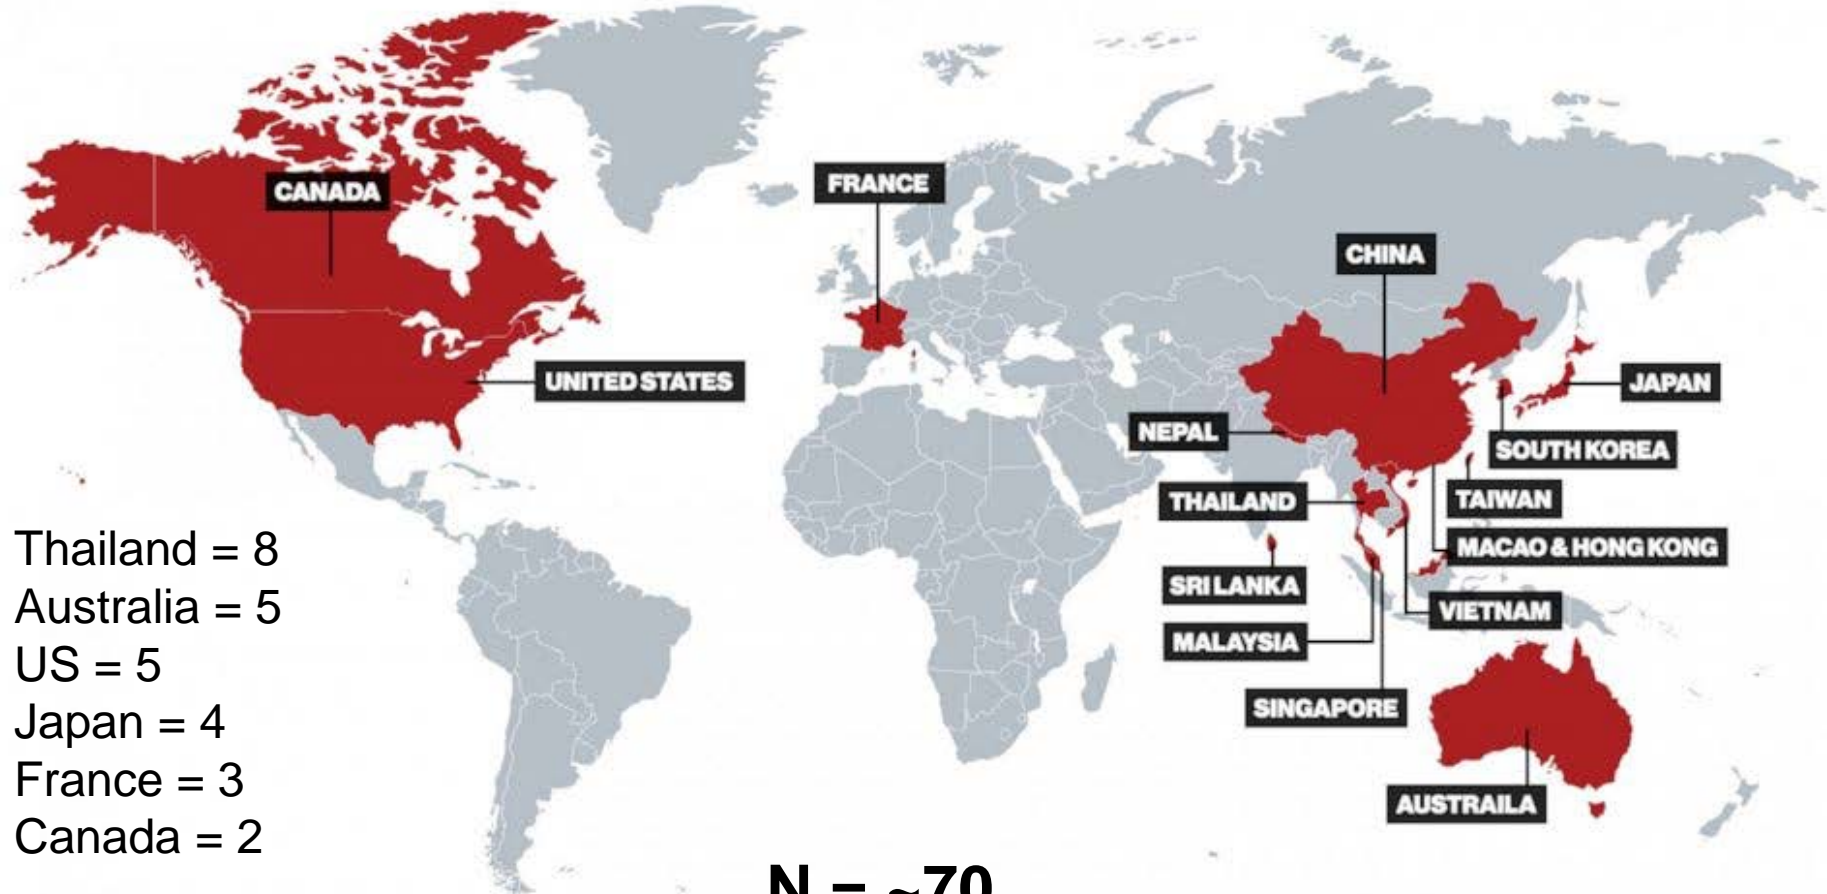 CANADA
FRANCE
CHINA
UNITED STATES
JAPAN
NEPAL
SOUTH KOREA
THAILAND
TAIWAN
MACAO & HONG KONG
SRI LANKA
VIETNAM
MALAYSIA
SINGAPORE
AUSTRAILA
Thailand = 8
Australia = 5
US = 5
Japan = 4
France = 3
Canada = 2
N = ~70